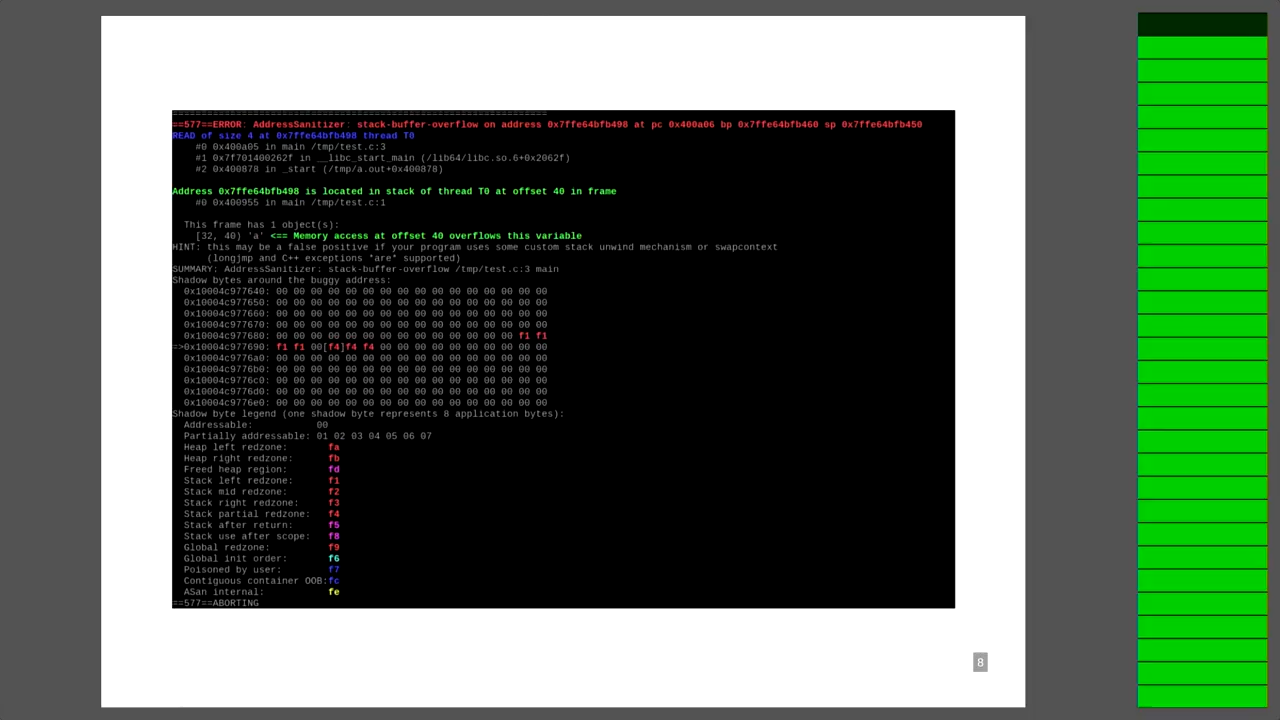 =================================================================
==577==ERROR: AddressSanitizer: stack-buffer-overflow on address 0x7ffe64bfb498 at pc 0x400a06 bp 0x7ffe64bfb460 sp 0x7ffe64bfb450
READ of size 4 at 0x7ffe64bfb498 thread T0
#0 0x400a05 in main /tmp/test.c:3
#1 0x7f701400262f in __libc_start_main (/lib64/libc.so.6+0x2062f)
#2 0x400878 in _start (/tmp/a.out+0x400878)
Address 0x7ffe64bfb498 is located in stack of thread T0 at offset 40 in frame
#0 0x400955 in main /tmp/test.c:1
This frame has 1 object(s):
[32, 40) 'a' <== Memory access at offset 40 overflows this variable
HINT: this may be a false positive if your program uses some custom stack unwind mechanism or swapcontext
(longjmp and C++ exceptions *are* supported)
SUMMARY: AddressSanitizer: stack-buffer-overflow /tmp/test.c:3 main
Shadow bytes around the buggy address:
0x10004c977640: 00 00 00 00 00 00 00 00 00 00 00 00 00 00 00 00
0x10004c977650: 00 00 00 00 00 00 00 00 00 00 00 00 00 00 00 00
0x10004c977660: 00 00 00 00 00 00 00 00 00 00 00 00 00 00 00 00
0x10004c977670: 00 00 00 00 00 00 00 00 00 00 00 00 00 00 00 00
0x10004c977680: 00 00 00 00 00 00 00 00 00 00 00 00 00 00 f1 f1
=>0x10004c977690: f1 f1 00[f4]f4 f4 00 00 00 00 00 00 00 00 00 00
0x10004c9776a0: 00 00 00 00 00 00 00 00 00 00 00 00 00 00 00 00
0x10004c9776b0: 00 00 00 00 00 00 00 00 00 00 00 00 00 00 00 00
0x10004c9776c0: 00 00 00 00 00 00 00 00 00 00 00 00 00 00 00 00
0x10004c9776d0: 00 00 00 00 00 00 00 00 00 00 00 00 00 00 00 00
0x10004c9776e0: 00 00 00 00 00 00 00 00 00 00 00 00 00 00 00 00
Shadow byte legend (one shadow byte represents 8 application bytes):
Addressable: 00
Partially addressable: 01 02 03 04 05 06 07
Heap left redzone: fa
Heap right redzone: fb
Freed heap region: fd
Stack left redzone: f1
Stack mid redzone: f2
Stack right redzone: f3
Stack partial redzone: f4
Stack after return: f5
Stack use after scope: f8
Global redzone: f9
Global init order: f6
Poisoned by user: f7
Contiguous container OOB:fc
ASan internal: fe
==577==ABORTING
8